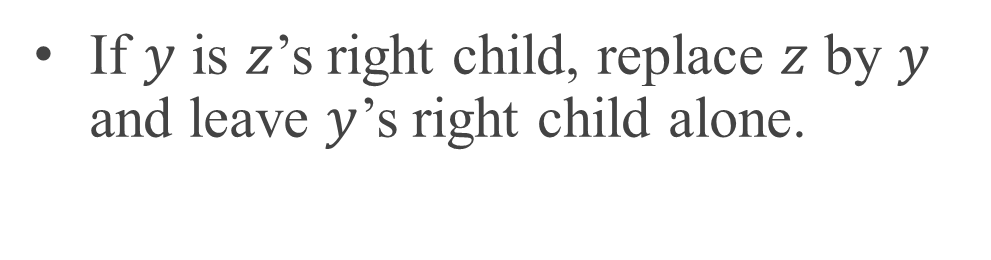 • If y is z’s right child, replace z by y
and leave y’s right child alone.